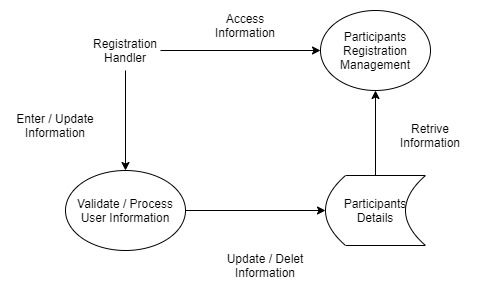 Access
Information
Registration
Handler
Participants
Registration
Management
Enter / Update
Information
Retrive
Information
Validate / Process
User Information
Participants
Details
Update / Delet
Information